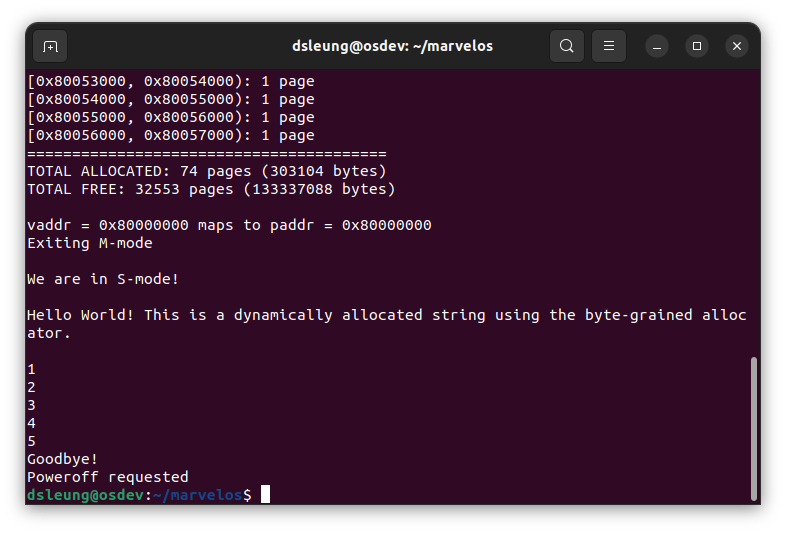 dsleung@osdev: ~/marvelos
[0x80053000, 0x80054000): 1 page
[0x80054000, 0x80055000): 1 page
[0x80055000, 0x80056000): 1 page
[0x80056000, 0x80057000): 1 page
========================================
TOTAL ALLOCATED: 74 pages (303104 bytes)
TOTAL FREE: 32553 pages (133337088 bytes)
vaddr = 0x80000000 maps to paddr = 0x80000000
Exiting M-mode
We are in S-mode!
Hello World! This is a dynamically allocated string using the byte-grained alloc
ator.
1
2
3
4
5
Goodbye!
Poweroff requested
dsleung@osdev:~/marvelos$